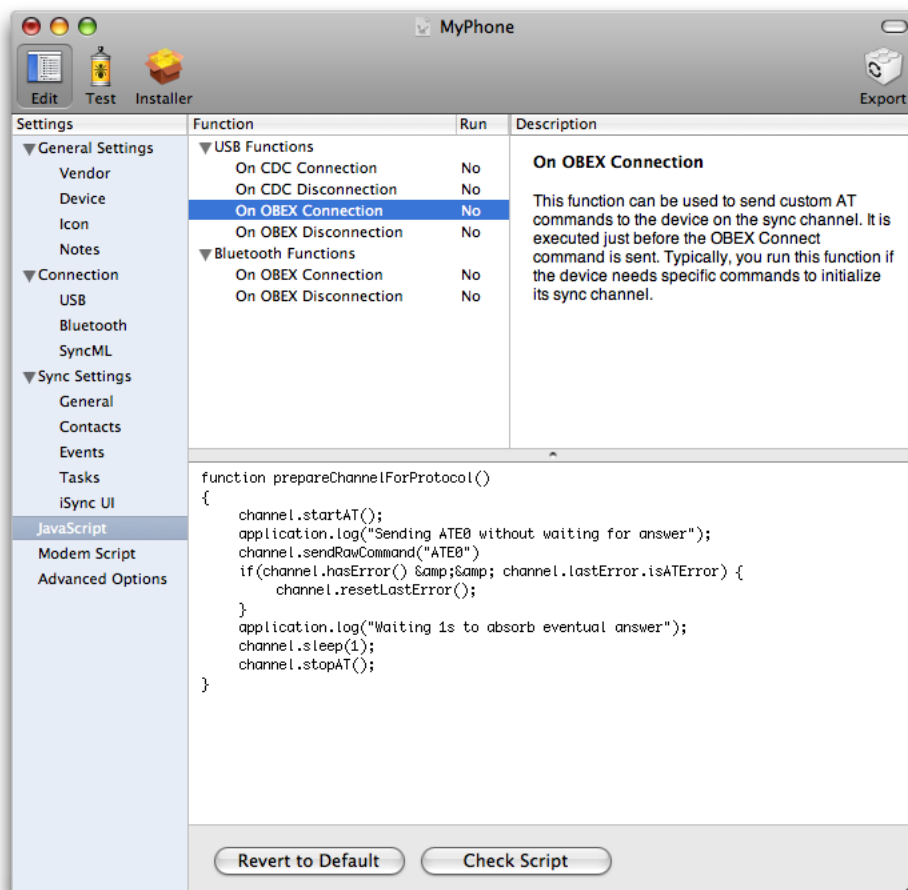 MyPhone
Edit Test Installer Export
Settings
General Settings
Vendor
Device
Icon
Notes
Connection
USB
Bluetooth
SyncML
Sync Settings
General
Contacts
Events
Tasks
iSync UI
JavaScript
Modem Script
Advanced Options
Function Run
USB Functions
On CDC Connection No
On CDC Disconnection No
On OBEX Connection No
On OBEX Disconnection No
Bluetooth Functions
On OBEX Connection No
On OBEX Disconnection No
Description
On OBEX Connection
This function can be used to send custom AT
commands to the device on the sync channel. It is
executed just before the OBEX Connect
command is sent. Typically, you run this function if
the device needs specific commands to initialize
its sync channel.
function prepareChannelForProtocol()
{
    channel.startAT();
    application.log("Sending ATE0 without waiting for answer");
    channel.sendRawCommand("ATE0")
    if(channel.hasError() &amp;&amp; channel.lastError.isATError) {
        channel.resetLastError();
    }
    application.log("Waiting 1s to absorb eventual answer");
    channel.sleep(1);
    channel.stopAT();
}
Revert to Default Check Script